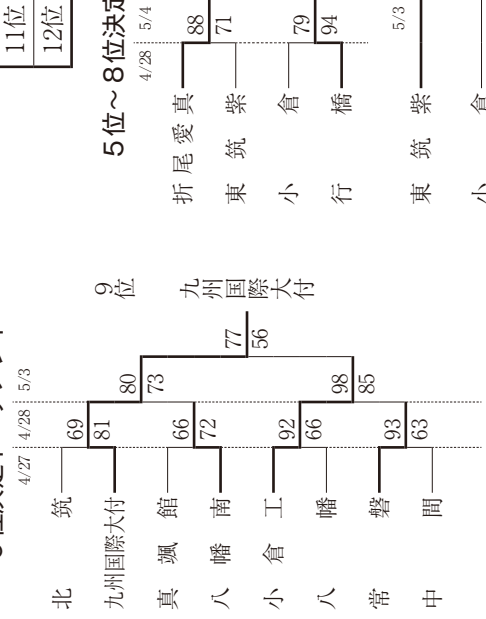 11位
12位
4/27 4/28 5/3
北筑
九州国際大付
真颯館
八幡南
小倉工
八幡
常磐
中間
69
81
66
72
92
66
93
63
80
73
98
85
77
56
9位
九州国際大付
5位～8位決定
4/28 5/4
折尾愛真
東筑紫
小倉
行橋
88
71
79
94
5/3
東筑紫
小倉